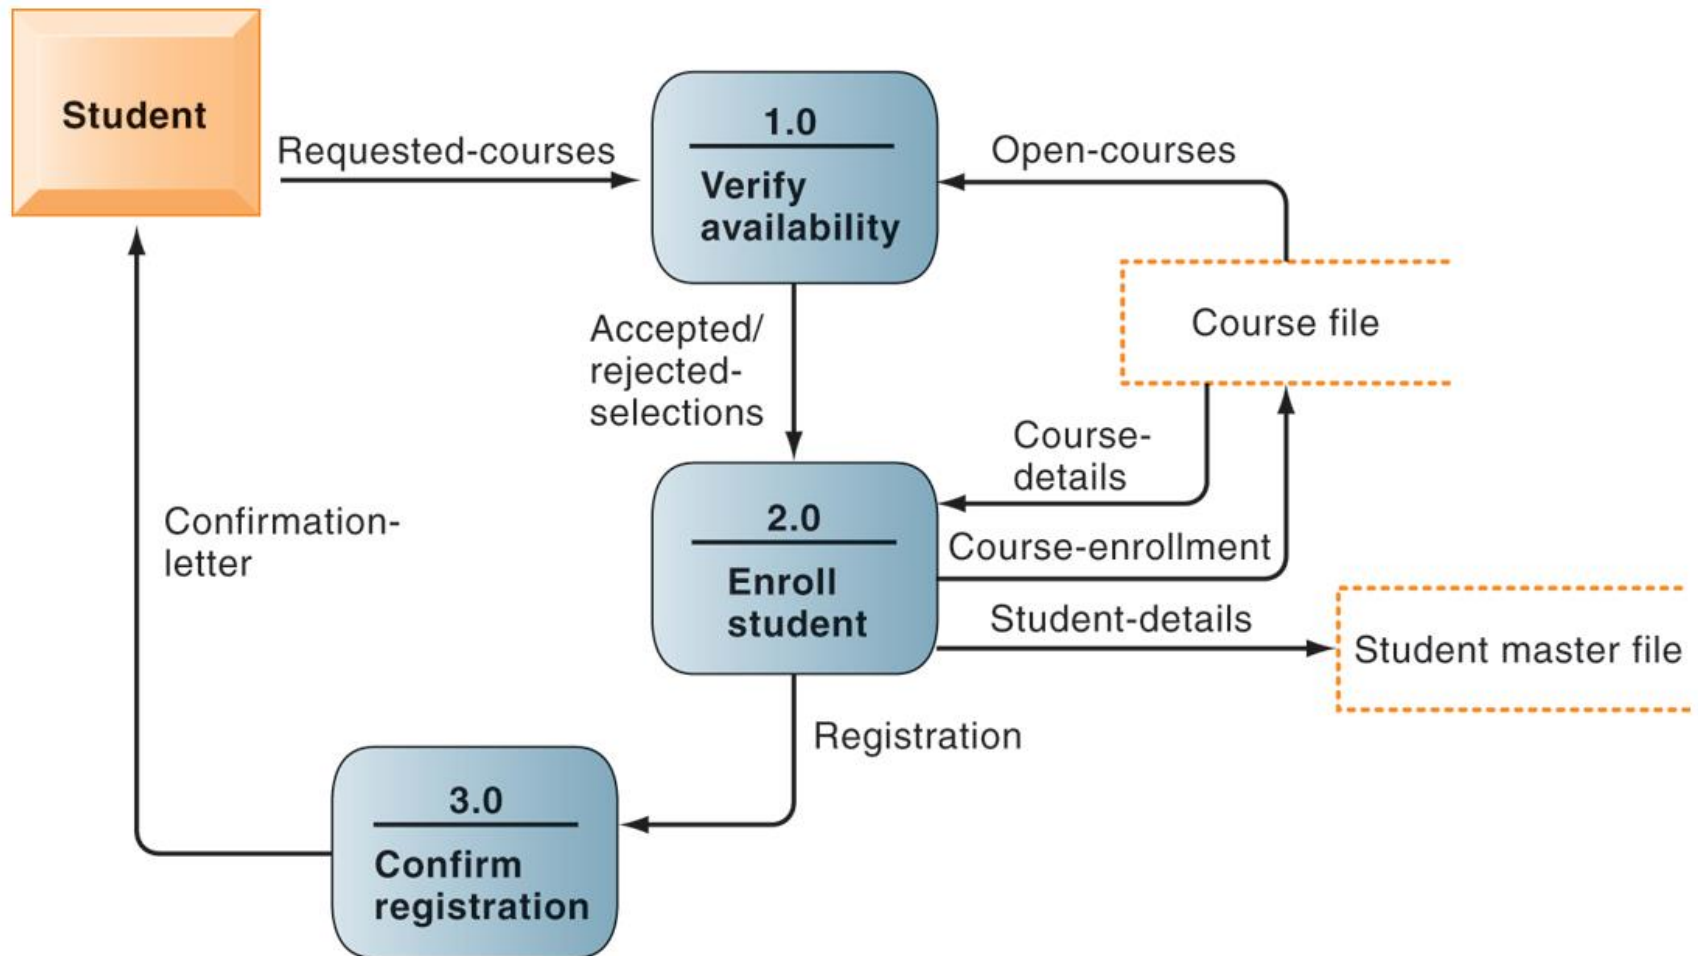 Student
Requested-courses
1.0
Verify
availability
Open-courses
Course file
Accepted/
rejected-
selections
Course-
details
2.0
Enroll
student
Course-enrollment
Student-details
Student master file
Confirmation-
letter
Registration
3.0
Confirm
registration